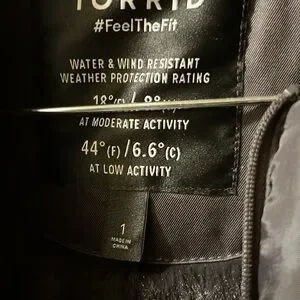 TORRID
#FeelTheFit
WATER & WIND RESISTANT
WEATHER PROTECTION RATING
AT MODERATE ACTIVITY
44°(F) / 6.6°(C)
AT LOW ACTIVITY
1
MADE IN
CHINA